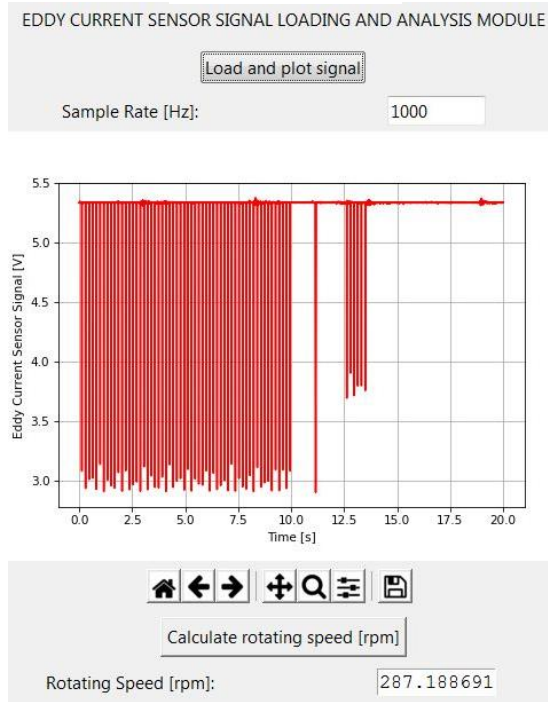 EDDY CURRENT SENSOR SIGNAL LOADING AND ANALYSIS MODULE
Load and plot signal
Sample Rate [Hz]: 1000
5.5
5.0
4.5
4.0
3.5
3.0
Eddy Current Sensor Signal [V]
0.0 2.5 5.0 7.5 10.0 12.5 15.0 17.5 20.0
Time [s]
Calculate rotating speed [rpm]
Rotating Speed [rpm]: 287.188691